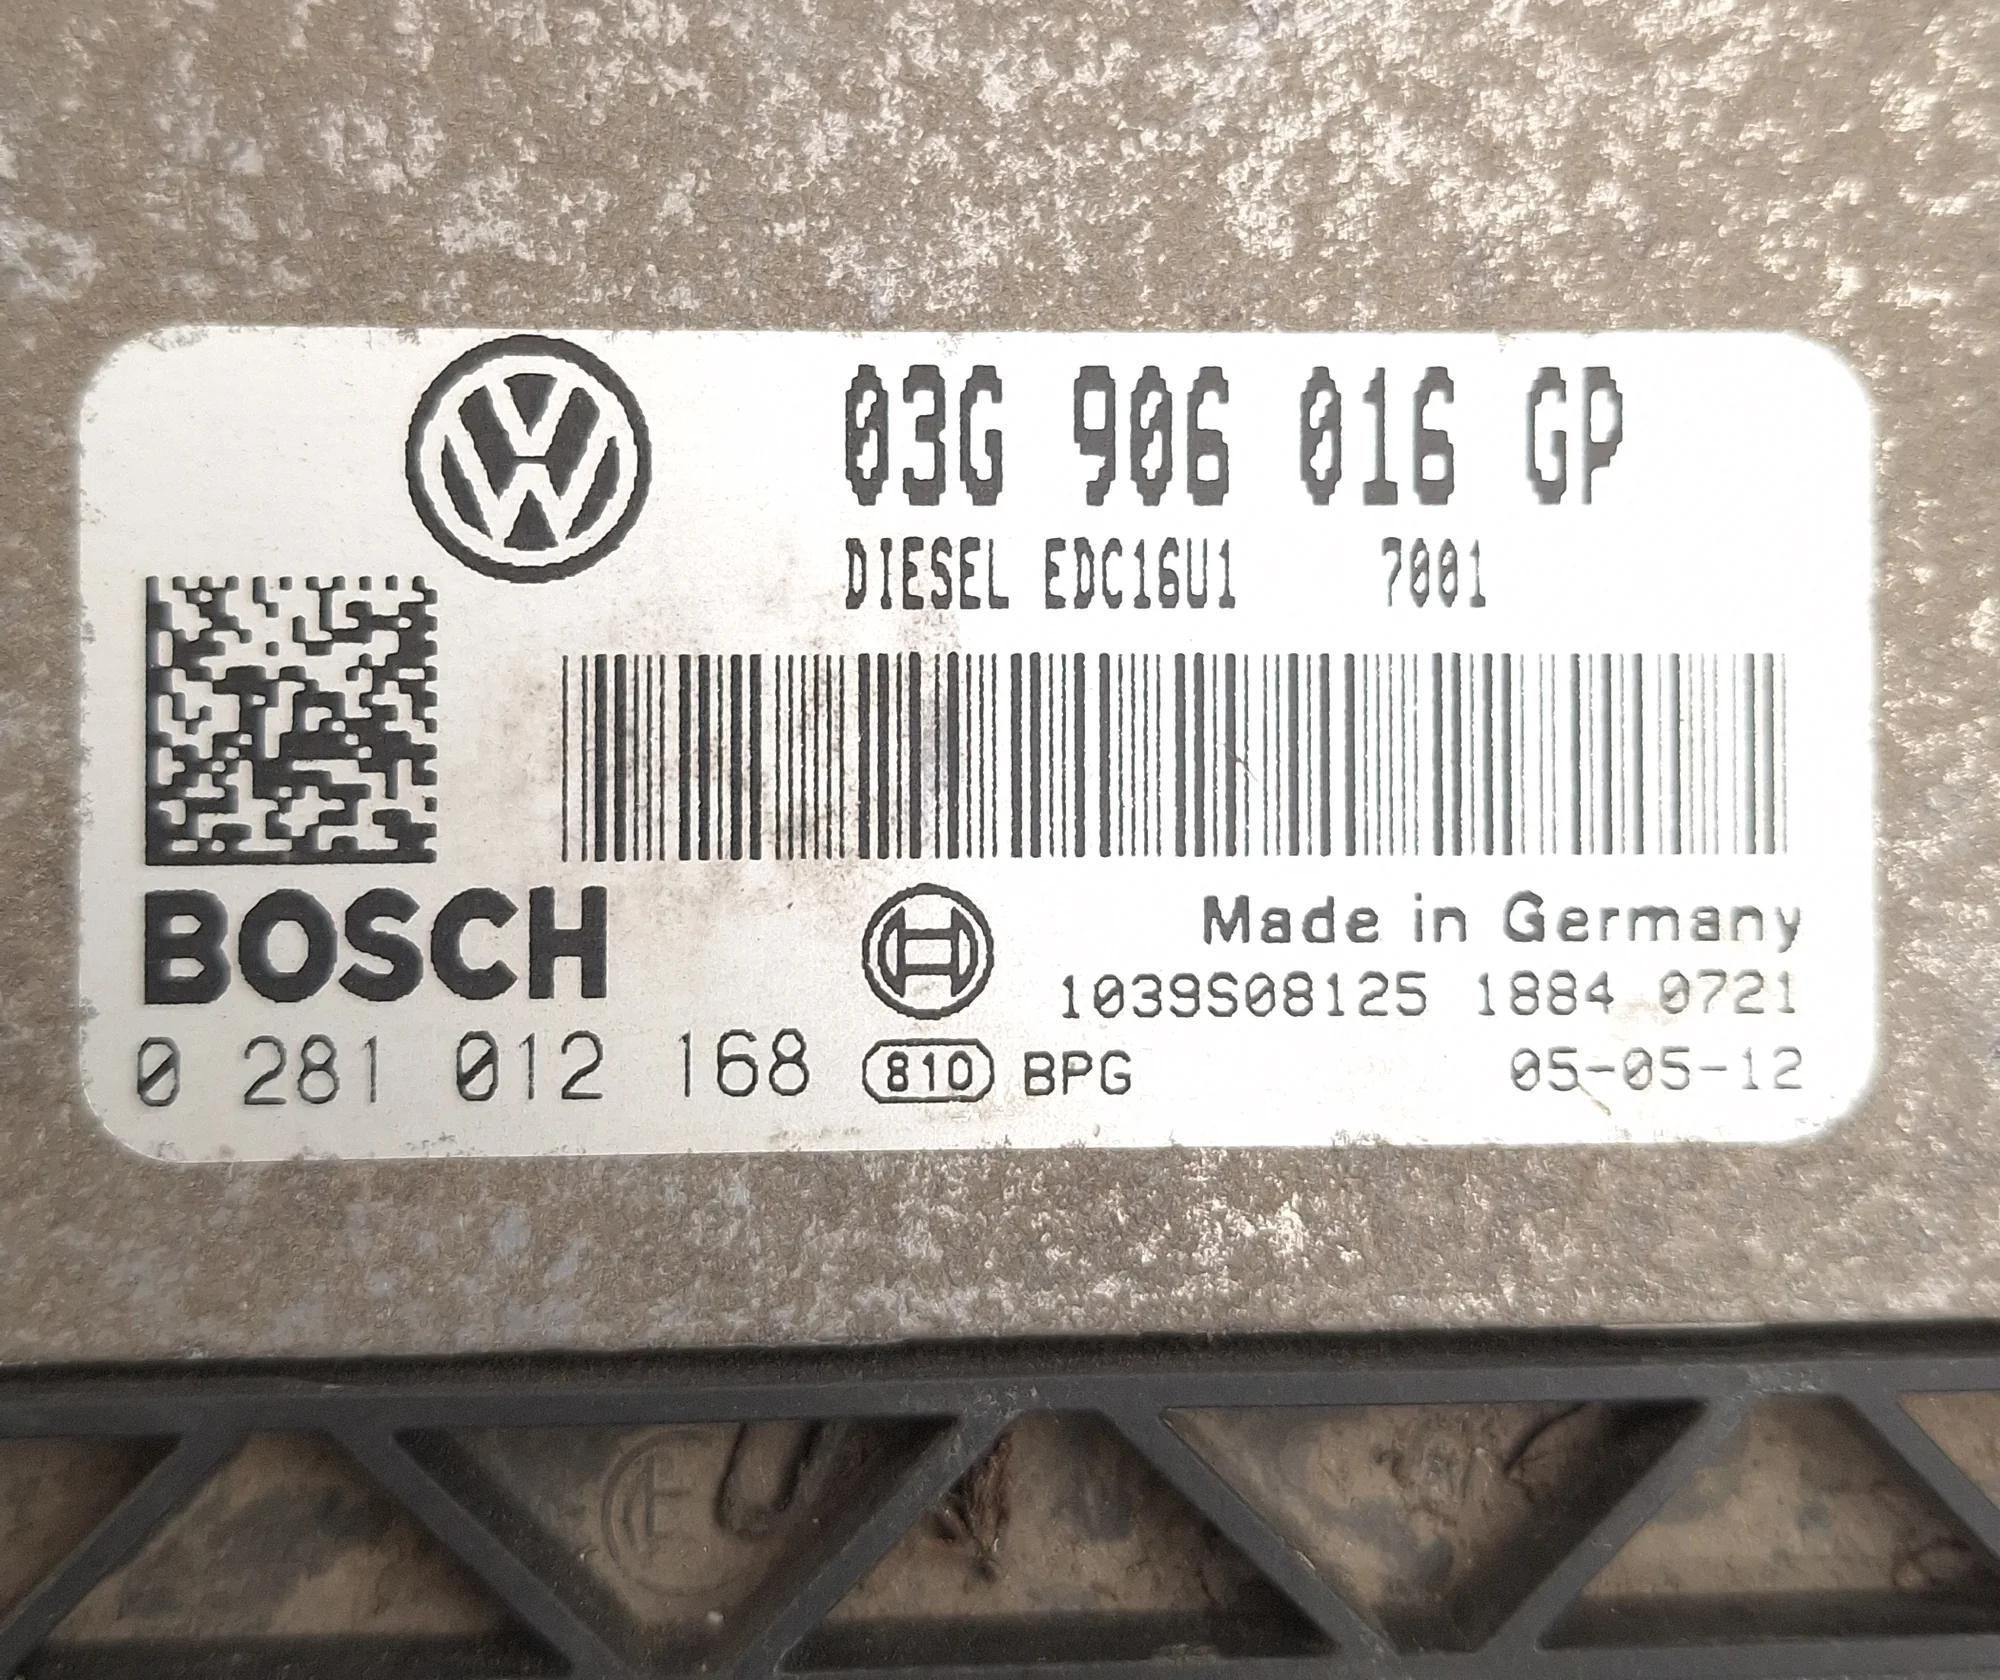 03G 906 016 GP
DIESEL EDC16U1 7001
BOSCH
Made in Germany
1039S08125 1884 0721
0 281 012 168 810 BPG 05-05-12